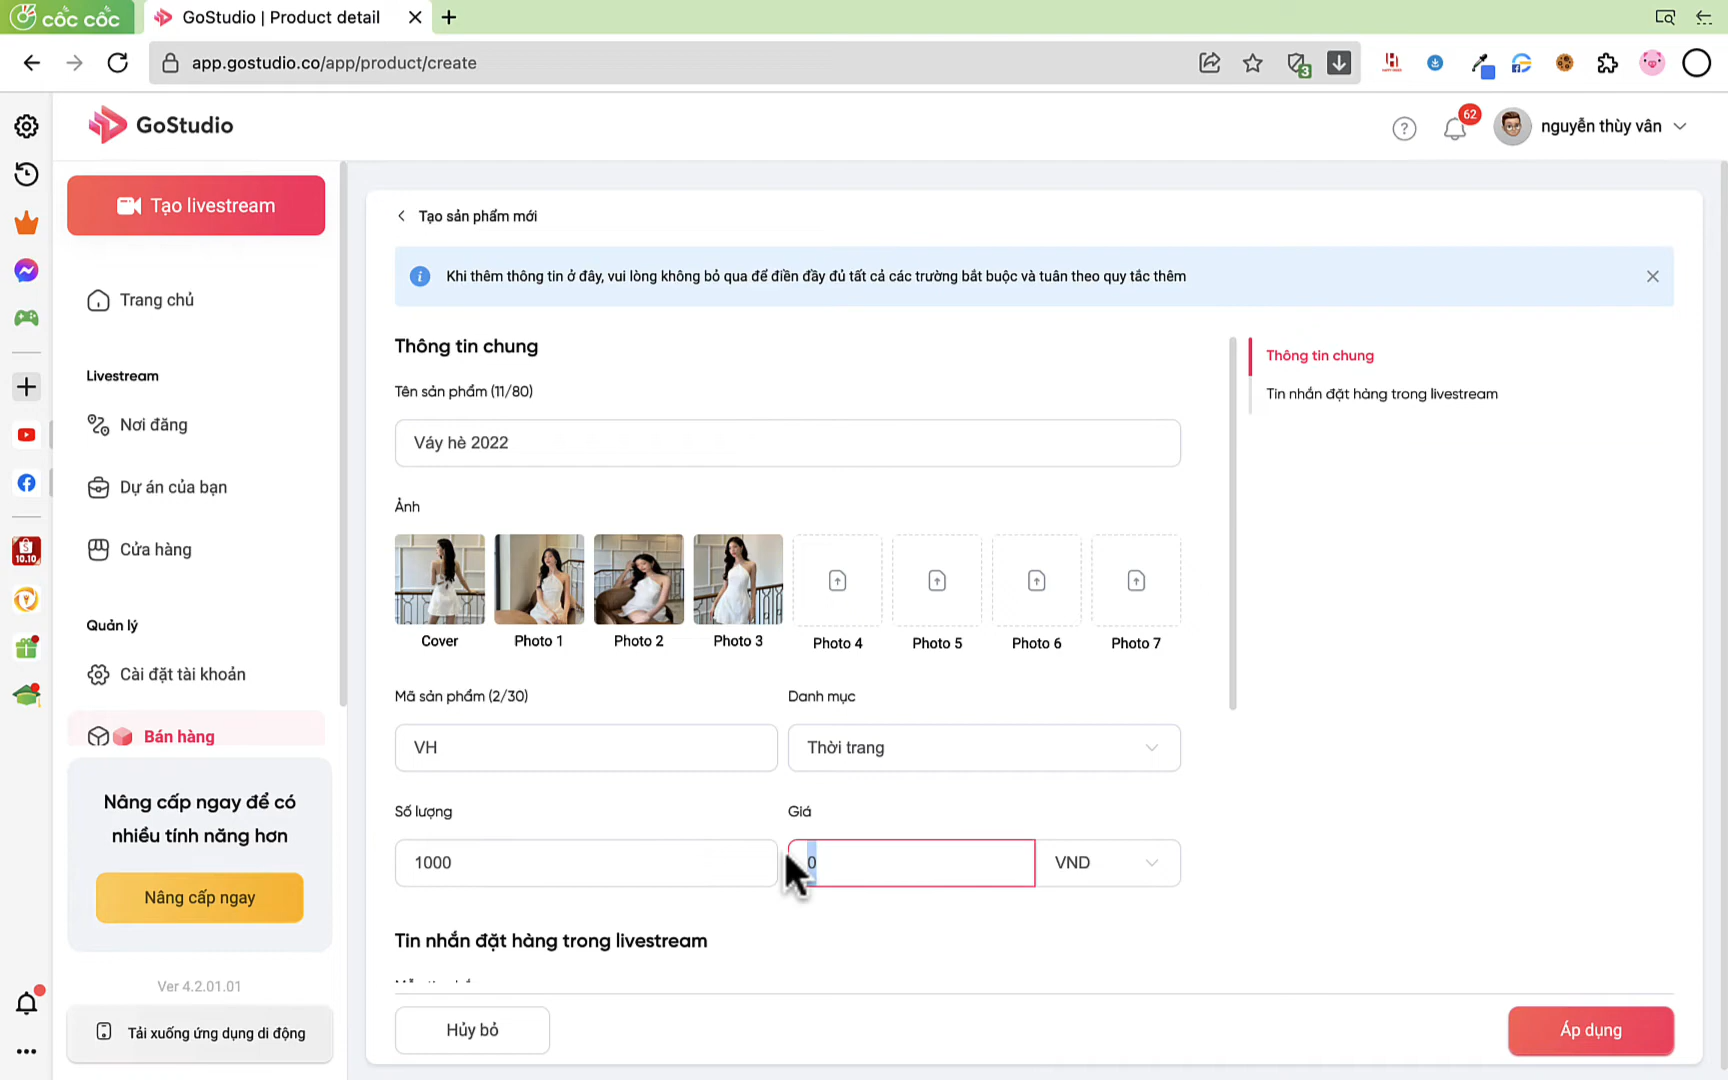 cốc cốc
GoStudio | Product detail
app.gostudio.co/app/product/create
3
GoStudio
62
nguyễn thùy vân
Tạo livestream
Trang chủ
Livestream
Nơi đăng
Dự án của bạn
Cửa hàng
Quản lý
Cài đặt tài khoản
Bán hàng
Nâng cấp ngay để có
nhiều tính năng hơn
Nâng cấp ngay
Ver 4.2.01.01
Tải xuống ứng dụng di động
10.10
Tạo sản phẩm mới
Khi thêm thông tin ở đây, vui lòng không bỏ qua để điền đầy đủ tất cả các trường bắt buộc và tuân theo quy tắc thêm
Thông tin chung
Tên sản phẩm (11/80)
Váy hè 2022
Ảnh
Cover
Photo 1
Photo 2
Photo 3
Photo 4
Photo 5
Photo 6
Photo 7
Mã sản phẩm (2/30)
Danh mục
VH
Thời trang
Số lượng
Giá
1000
0
VND
Tin nhắn đặt hàng trong livestream
Hủy bỏ
Áp dụng
Thông tin chung
Tin nhắn đặt hàng trong livestream